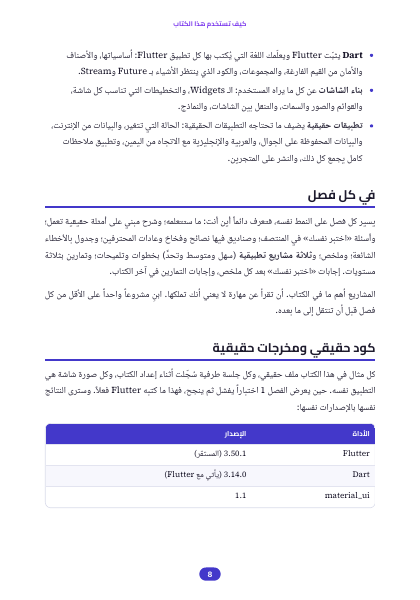 كيف تستخدم هذا الكتاب
• Dart يثبّت Flutter ويعلّمك اللغة التي يُكتب بها كل تطبيق Flutter: أساسياتها، والأصناف
والأمان من القيم الفارغة، والمجموعات، والكود الذي ينتظر الأشياء بـ Future وStream.
• بناء الشاشات عن كل ما يراه المستخدم: الـ Widgets، والتخطيطات التي تناسب كل شاشة،
والقوائم والصور والسمات، والتنقل بين الشاشات، والنماذج.
• تطبيقات حقيقية يضيف ما تحتاجه التطبيقات الحقيقية: الحالة التي تتغير، والبيانات من الإنترنت،
والبيانات المحفوظة على الجوال، والعربية والإنجليزية مع الاتجاه من اليمين، وتطبيق ملاحظات
كامل يجمع كل ذلك، والنشر على المتجرين.
في كل فصل
يسير كل فصل على النمط نفسه، فتعرف دائماً أين أنت: ما ستتعلمه؛ وشرح مبني على أمثلة حقيقية تعمل؛
وأسئلة «اختبر نفسك» في المنتصف؛ وصناديق فيها نصائح وفخاخ وعادات المحترفين؛ وجدول بالأخطاء
الشائعة؛ وملخص؛ وثلاثة مشاريع تطبيقية (سهل ومتوسط وتحدٍّ) بخطوات وتلميحات؛ وتمارين بثلاثة
مستويات. إجابات «اختبر نفسك» بعد كل ملخص، وإجابات التمارين في آخر الكتاب.
المشاريع أهم ما في الكتاب. أن تقرأ عن مهارة لا يعني أنك تملكها. ابنِ مشروعاً واحداً على الأقل من كل
فصل قبل أن تنتقل إلى ما بعده.
كود حقيقي ومخرجات حقيقية
كل مثال في هذا الكتاب ملف حقيقي، وكل جلسة طرفية سُجّلت أثناء إعداد الكتاب، وكل صورة شاشة هي
التطبيق نفسه. حين يعرض الفصل 1 اختباراً يفشل ثم ينجح، فهذا ما كتبه Flutter فعلاً. وسترى النتائج
نفسها بالإصدارات نفسها:
الأداة الإصدار
Flutter 3.50.1 (المستقر)
Dart 3.14.0 (يأتي مع Flutter)
material_ui 1.1
8